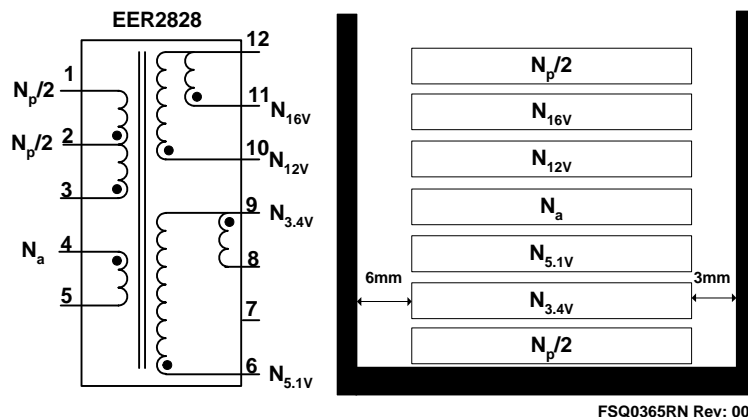 EER2828
1
N_p/2
2
N_p/2
3
4
N_a
5
12
11
N_16V
10
N_12V
9
N_3.4V
8
7
6
N_5.1V
N_p/2
N_16V
N_12V
N_a
N_5.1V
6mm
3mm
N_3.4V
N_p/2
FSQ0365RN Rev: 00